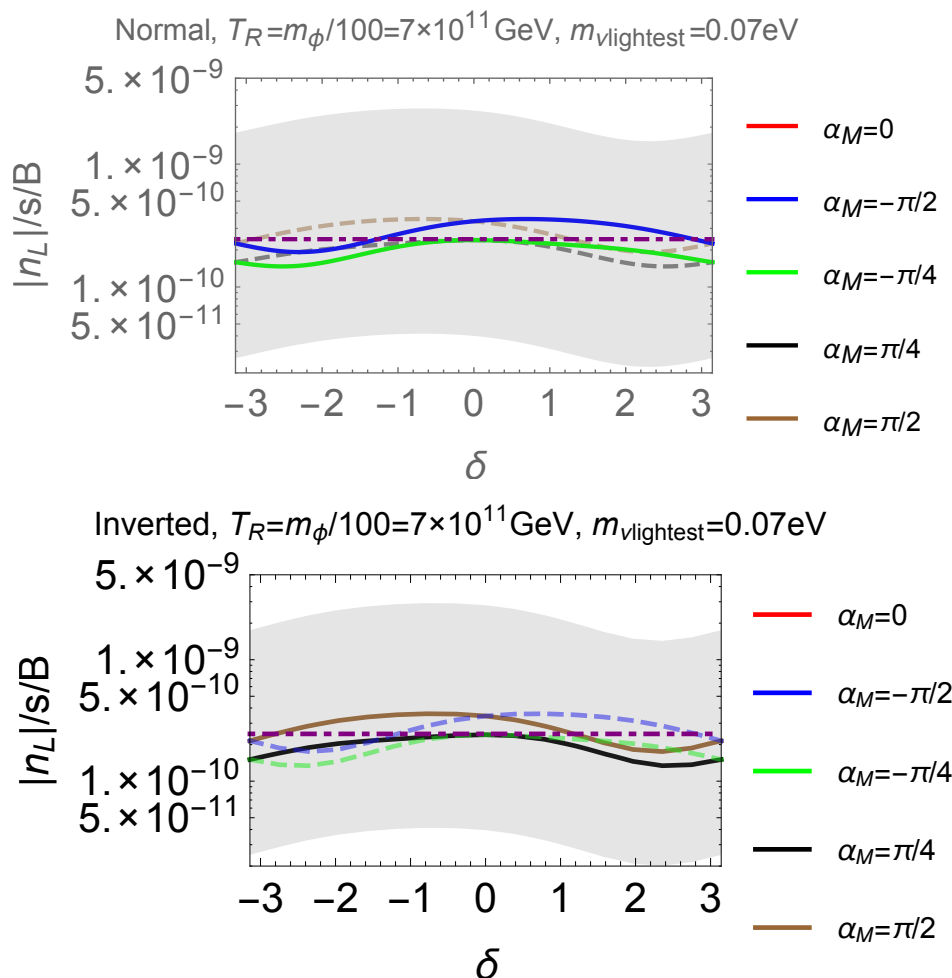 Normal, T_R=m_ϕ/100=7×10^11 GeV, m_νlightest=0.07eV
5.×10^-9
1.×10^-9
5.×10^-10
1.×10^-10
5.×10^-11
|n_L|/s/B
-3 -2 -1 0 1 2 3
δ
α_M=0
α_M=-π/2
α_M=-π/4
α_M=π/4
α_M=π/2
Inverted, T_R=m_ϕ/100=7×10^11 GeV, m_νlightest=0.07eV
5.×10^-9
1.×10^-9
5.×10^-10
1.×10^-10
5.×10^-11
|n_L|/s/B
-3 -2 -1 0 1 2 3
δ
α_M=0
α_M=-π/2
α_M=-π/4
α_M=π/4
α_M=π/2